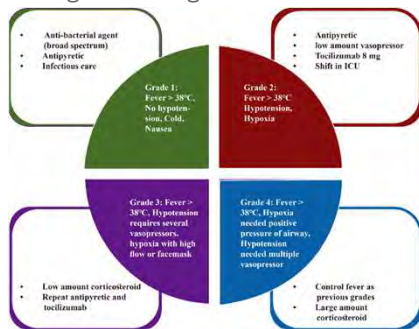 Anti-bacterial agent
(broad spectrum)
Antipyretic
Infectious care
Antipyretic
low amount vasopressor
Tocilizumab 8 mg
Shift in ICU
Grade 1:
Fever > 38°C,
No hypoten-
sion, Cold,
Nausea
Grade 2:
Fever > 38°C
Hypotension,
Hypoxia
Grade 3: Fever >
38°C, Hypotension
requires several
vasopressors,
hypoxia with high
flow or facemask
Grade 4: Fever >
38°C, Hypoxia
needed positive
pressure of airway,
Hypotension
needed multiple
vasopressor
Low amount corticosteroid
Repeat antipyretic and
tocilizumab
Control fever as
previous grades
Large amount
corticosteroid